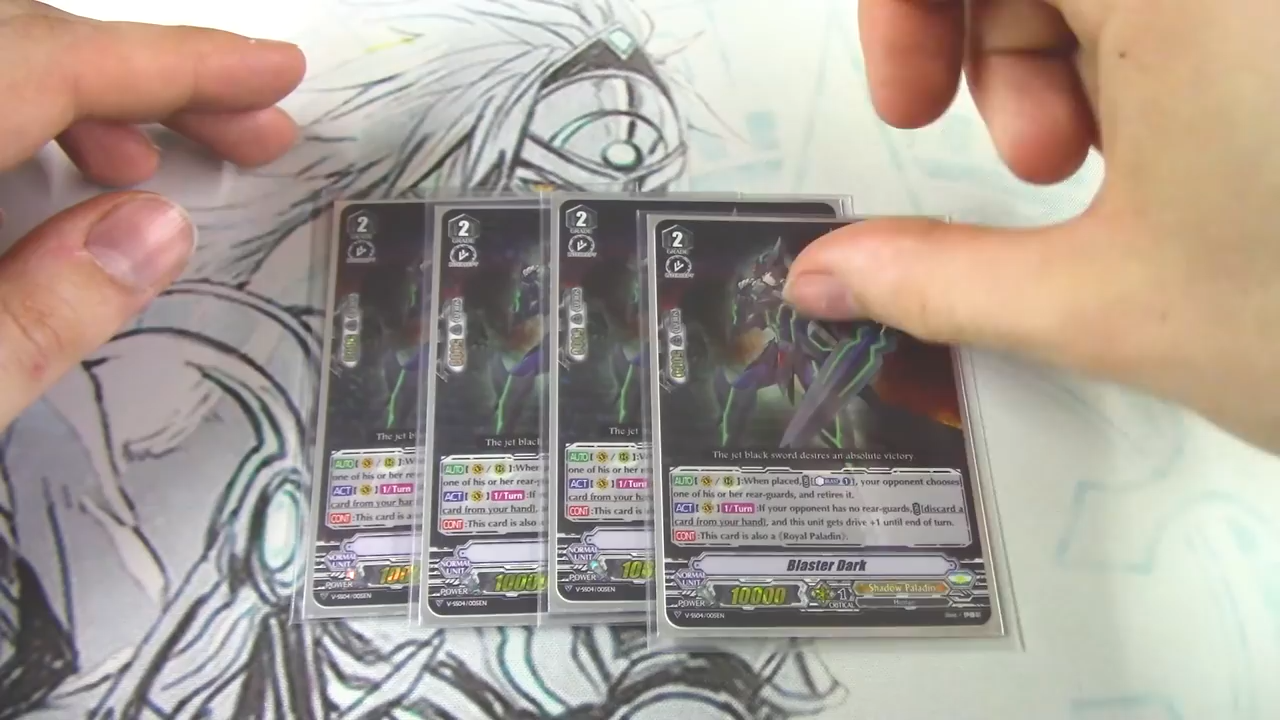 2
GRADE
2
GRADE
2
GRADE
2
GRADE
The jet b
The jet black
The jet
The jet black sword desires an absolute victory.
AUTO [ / ]:W
one of his or her rear
ACT [ ] 1/Turn
card from your han
CONT :This card is
NORMAL
UNIT
POWER
V-SS04/005EN
AUTO [ / ]:When
one of his or her rear-
ACT [ ] 1/Turn :If
card from your hand
CONT :This card is also
NORMAL
UNIT
POWER 10000
V-SS04/005EN
AUTO [ / ]:W
one of his or her r
ACT [ ] 1/Turn
card from your
CONT :This card is
NORMAL
UNIT
POWER
V-SS04/005EN
AUTO [ / ]:When placed, [ BLAST 1], your opponent chooses
one of his or her rear-guards, and retires it.
ACT [ ] 1/Turn :If your opponent has no rear-guards, [discard a
card from your hand], and this unit gets drive +1 until end of turn.
CONT :This card is also a (Royal Paladin).
Blaster Dark
NORMAL
UNIT
POWER 10000 1 CRITICAL
Shadow Paladin
Human
V-SS04/005EN